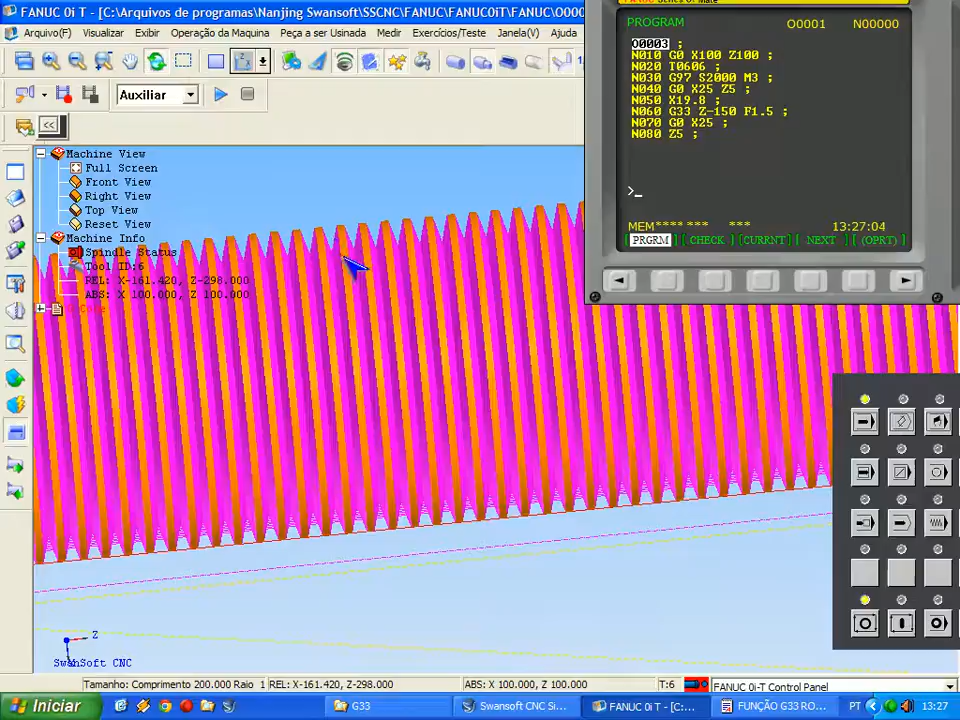 FANUC 0i T - [C:\Arquivos de programas\Nanjing Swansoft\SSCNC\FANUC\FANUC0iT\FANUC\O000
Arquivo(F) Visualizar Exibir Operação da Maquina Peça a ser Usinada Medir Exercícios/Teste Janela(V) Ajuda
Auxiliar
<<
Machine View
Full Screen
Front View
Right View
Top View
Reset View
Machine Info
Spindle Status
Tool ID:6
REL: X-161.420, Z-298.000
ABS: X 100.000, Z 100.000
PROGRAM O0001 N00000
O0003 ;
N010 G0 X100 Z100 ;
N020 T0606 ;
N030 G97 S2000 M3 ;
N040 G0 X25 Z5 ;
N050 X19.8 ;
N060 G33 Z-150 F1.5 ;
N070 G0 X25 ;
N080 Z5 ;
>_
MEM**** *** *** 13:27:04
[ PRGRM ] [ CHECK ] [CURRNT] [ NEXT ] [ (OPRT) ]
Z
SwanSoft CNC
Tamanho: Comprimento 200.000 Raio 1 REL: X-161.420, Z-298.000 ABS: X 100.000, Z 100.000 T:6 FANUC 0i-T Control Panel
Iniciar G33 Swansoft CNC Si... FANUC 0i T - [C:... FUNÇÃO G33 RO... PT 13:27